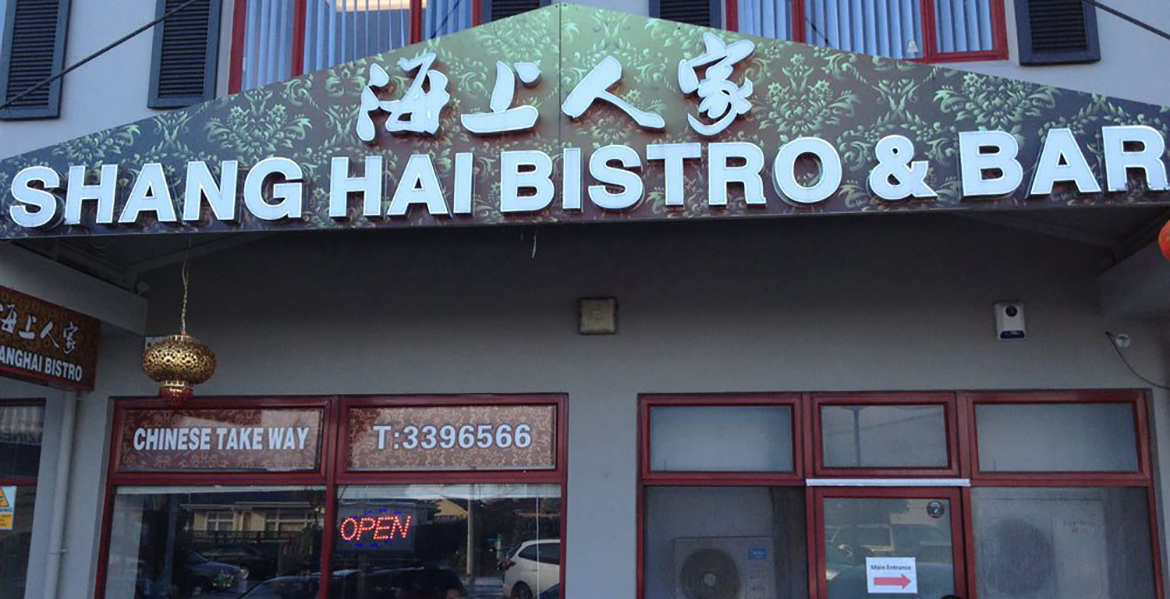 海上人家
SHANG HAI BISTRO & BAR
海上人家
ANGHAI BISTRO
CHINESE TAKE WAY
T:3396566
OPEN
2
Main Entrance